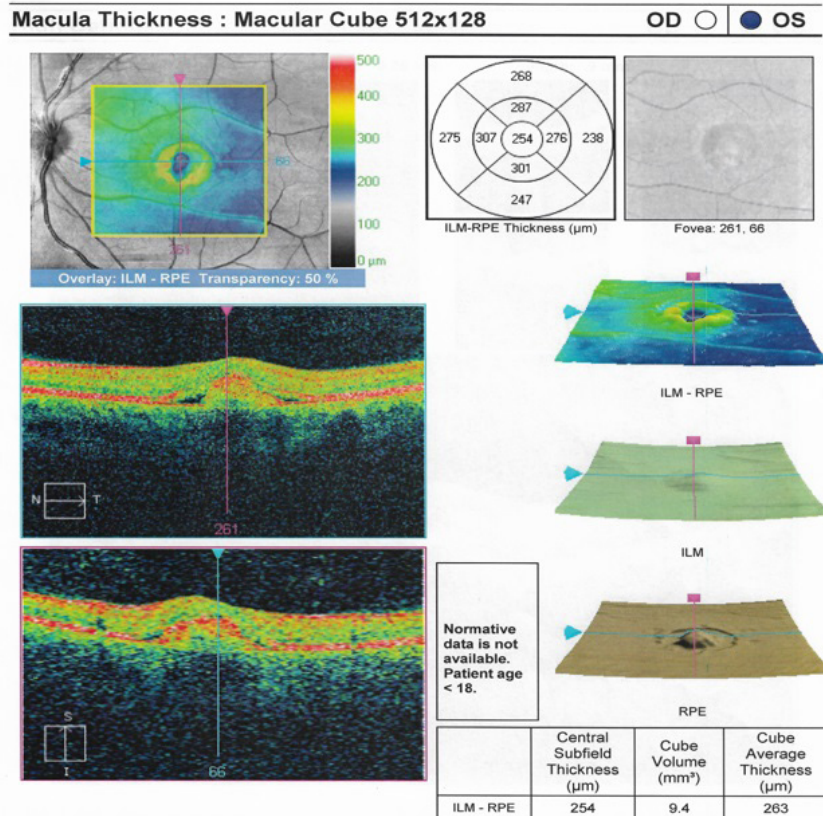 Macula Thickness : Macular Cube 512x128
OD OS
500
400
300
200
100
0 µm
66
261
Overlay: ILM - RPE Transparency: 50 %
268
287
275 307 254 276 238
301
247
ILM-RPE Thickness (µm)
Fovea: 261, 66
ILM - RPE
N T
261
ILM
S
I
66
Normative
data is not
available.
Patient age
< 18.
RPE
Central
Subfield
Thickness
(µm)
Cube
Volume
(mm³)
Cube
Average
Thickness
(µm)
ILM - RPE 254 9.4 263